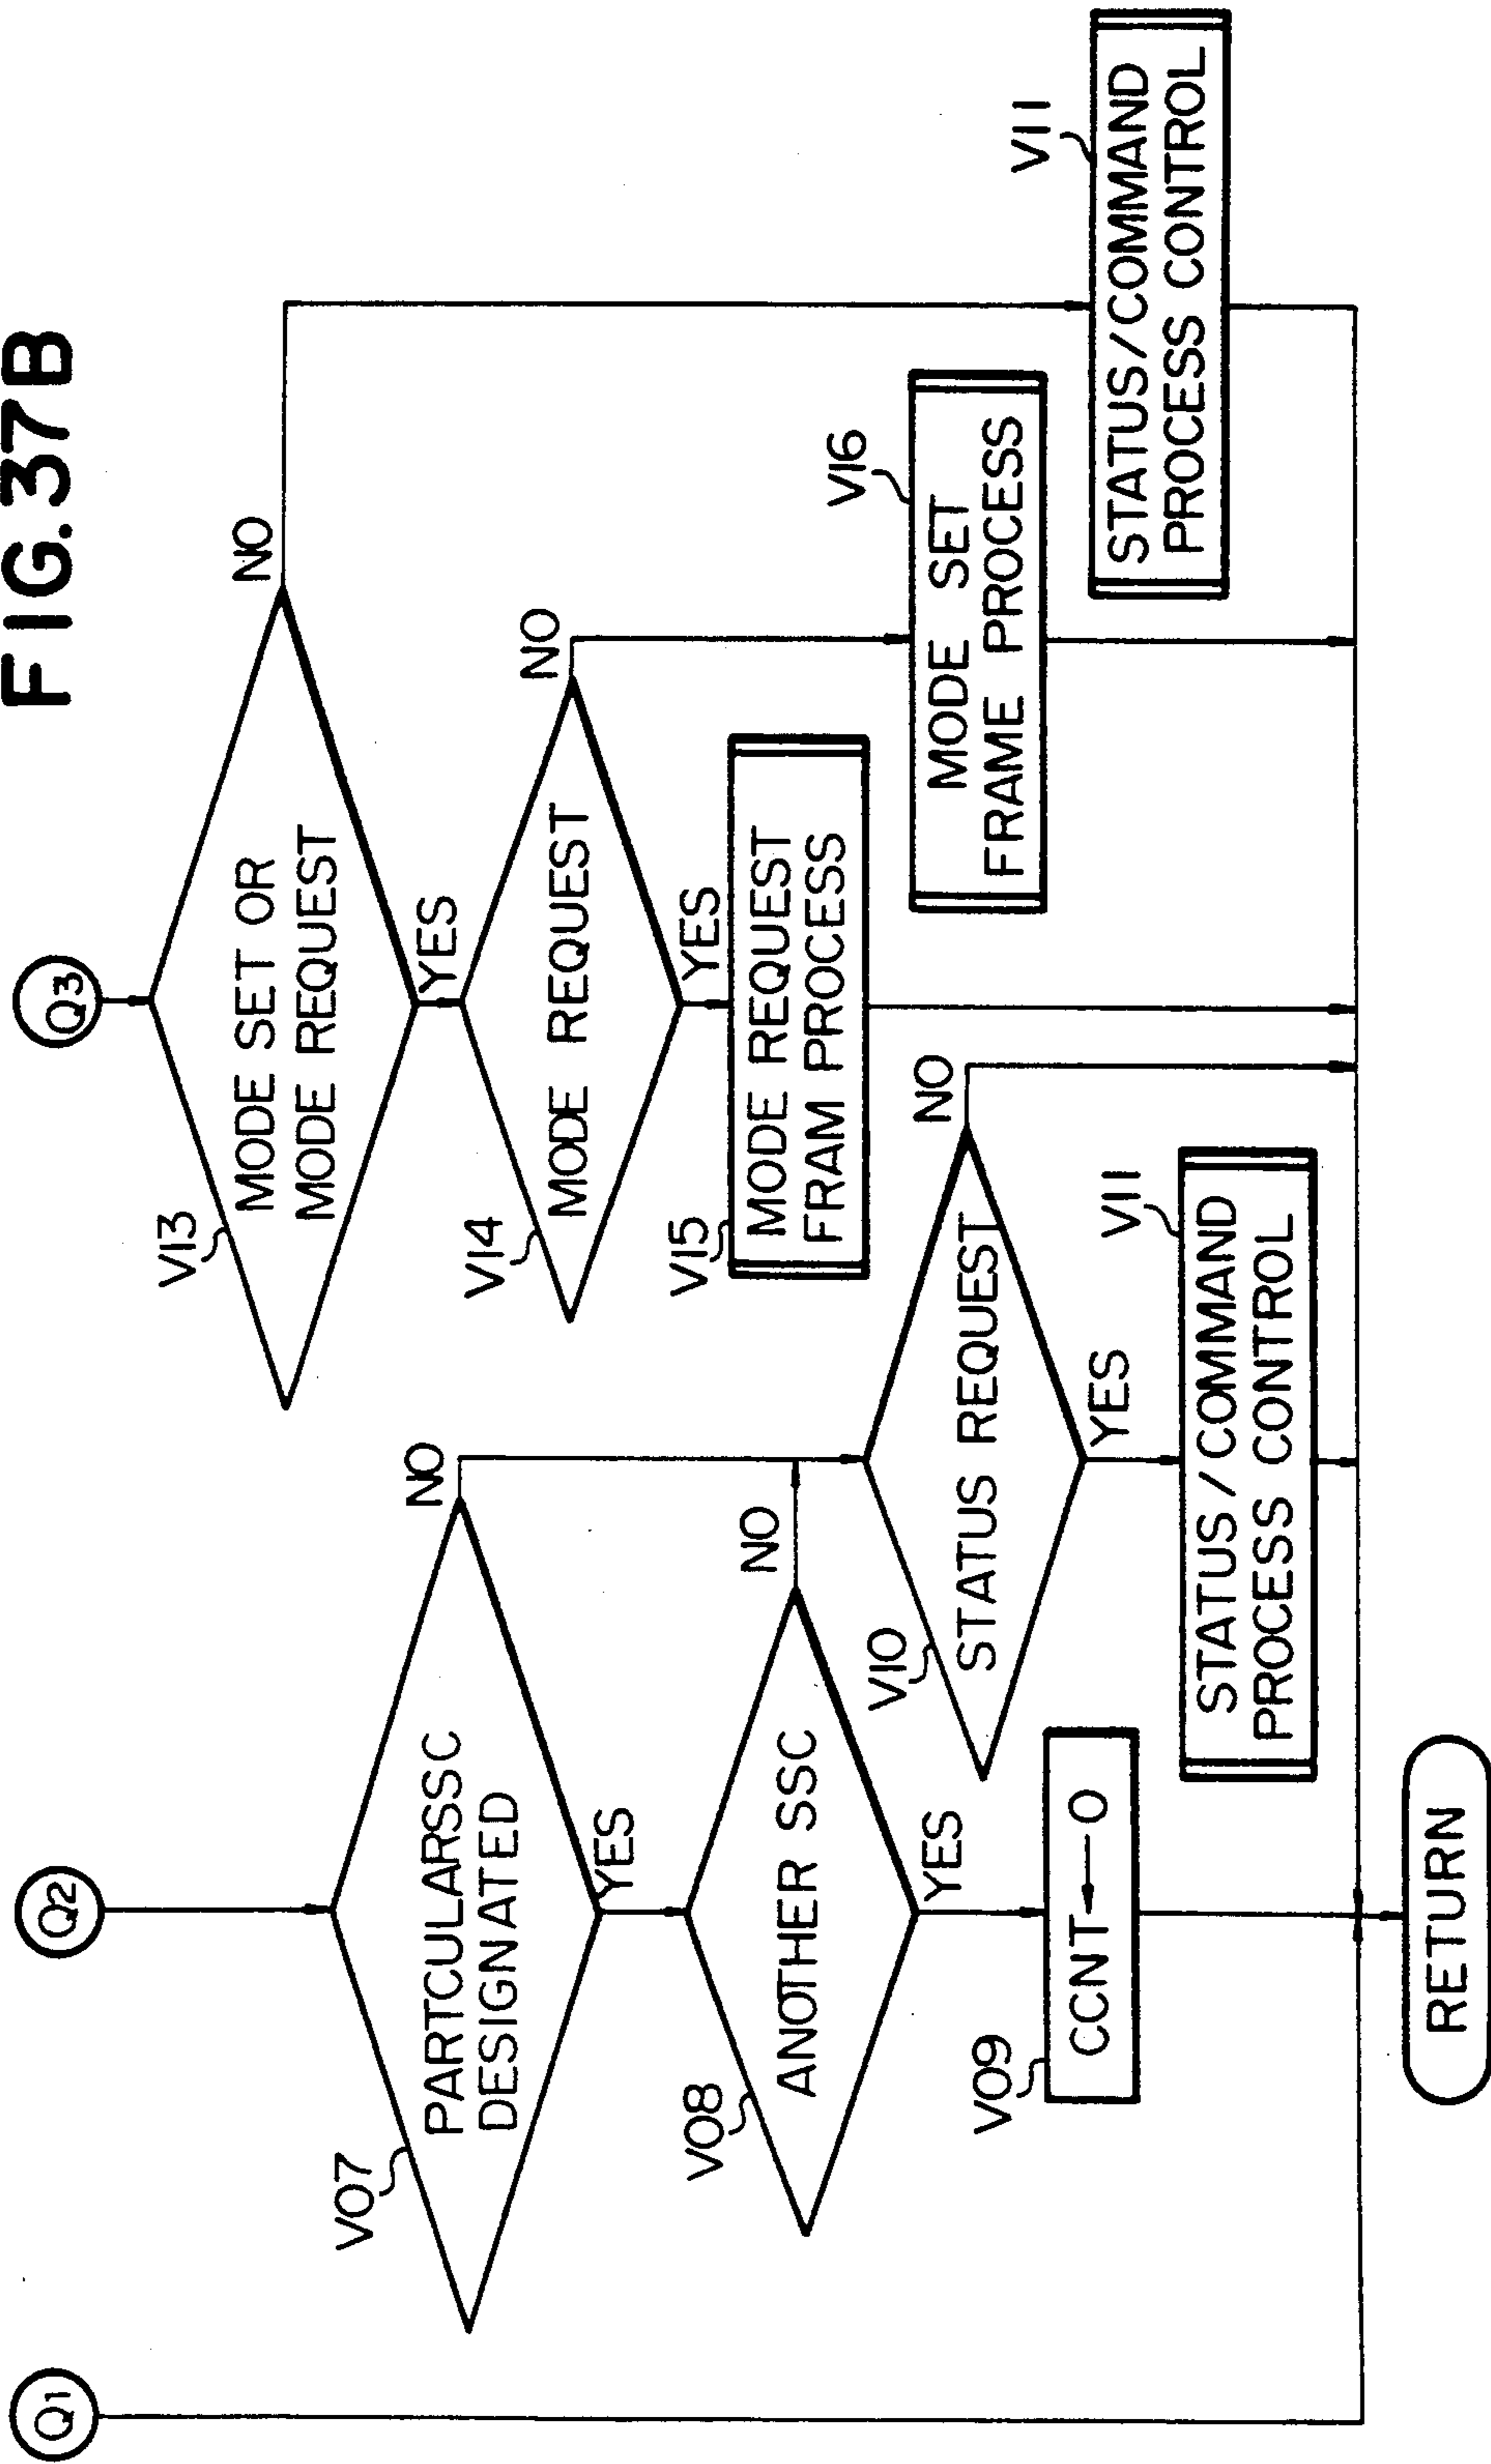 FIG. 37B
Q1
Q2
Q3
V07
PARTCULARSSC
DESIGNATED
NO
YES
V08
ANOTHER SSC
NO
YES
V09
CCNT←0
V10
STATUS REQUEST
NO
YES
V11
STATUS/COMMAND
PROCESS CONTROL
V13
MODE SET OR
MODE REQUEST
NO
YES
V14
MODE REQUEST
NO
YES
V15
MODE REQUEST
FRAM PROCESS
V16
MODE SET
FRAME PROCESS
V11
STATUS/COMMAND
PROCESS CONTROL
RETURN